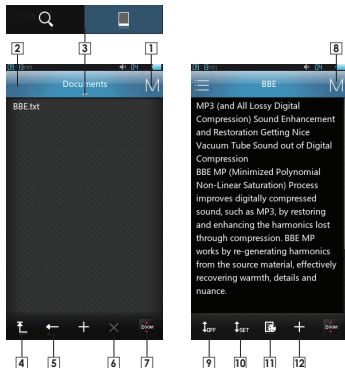 2
3
1
8
Documents
M
BBE
M
BBE.txt
MP3 (and All Lossy Digital
Compression) Sound Enhancement
and Restoration Getting Nice
Vacuum Tube Sound out of Digital
Compression
BBE MP (Minimized Polynomial
Non-Linear Saturation) Process
improves digitally compressed
sound, such as MP3, by restoring
and enhancing the harmonics lost
through compression. BBE MP
works by re-generating harmonics
from the source material, effectively
recovering warmth, details and
nuance.
ZOOM
OFF
SET
ZOOM
4
5
6
7
9
10
11
12